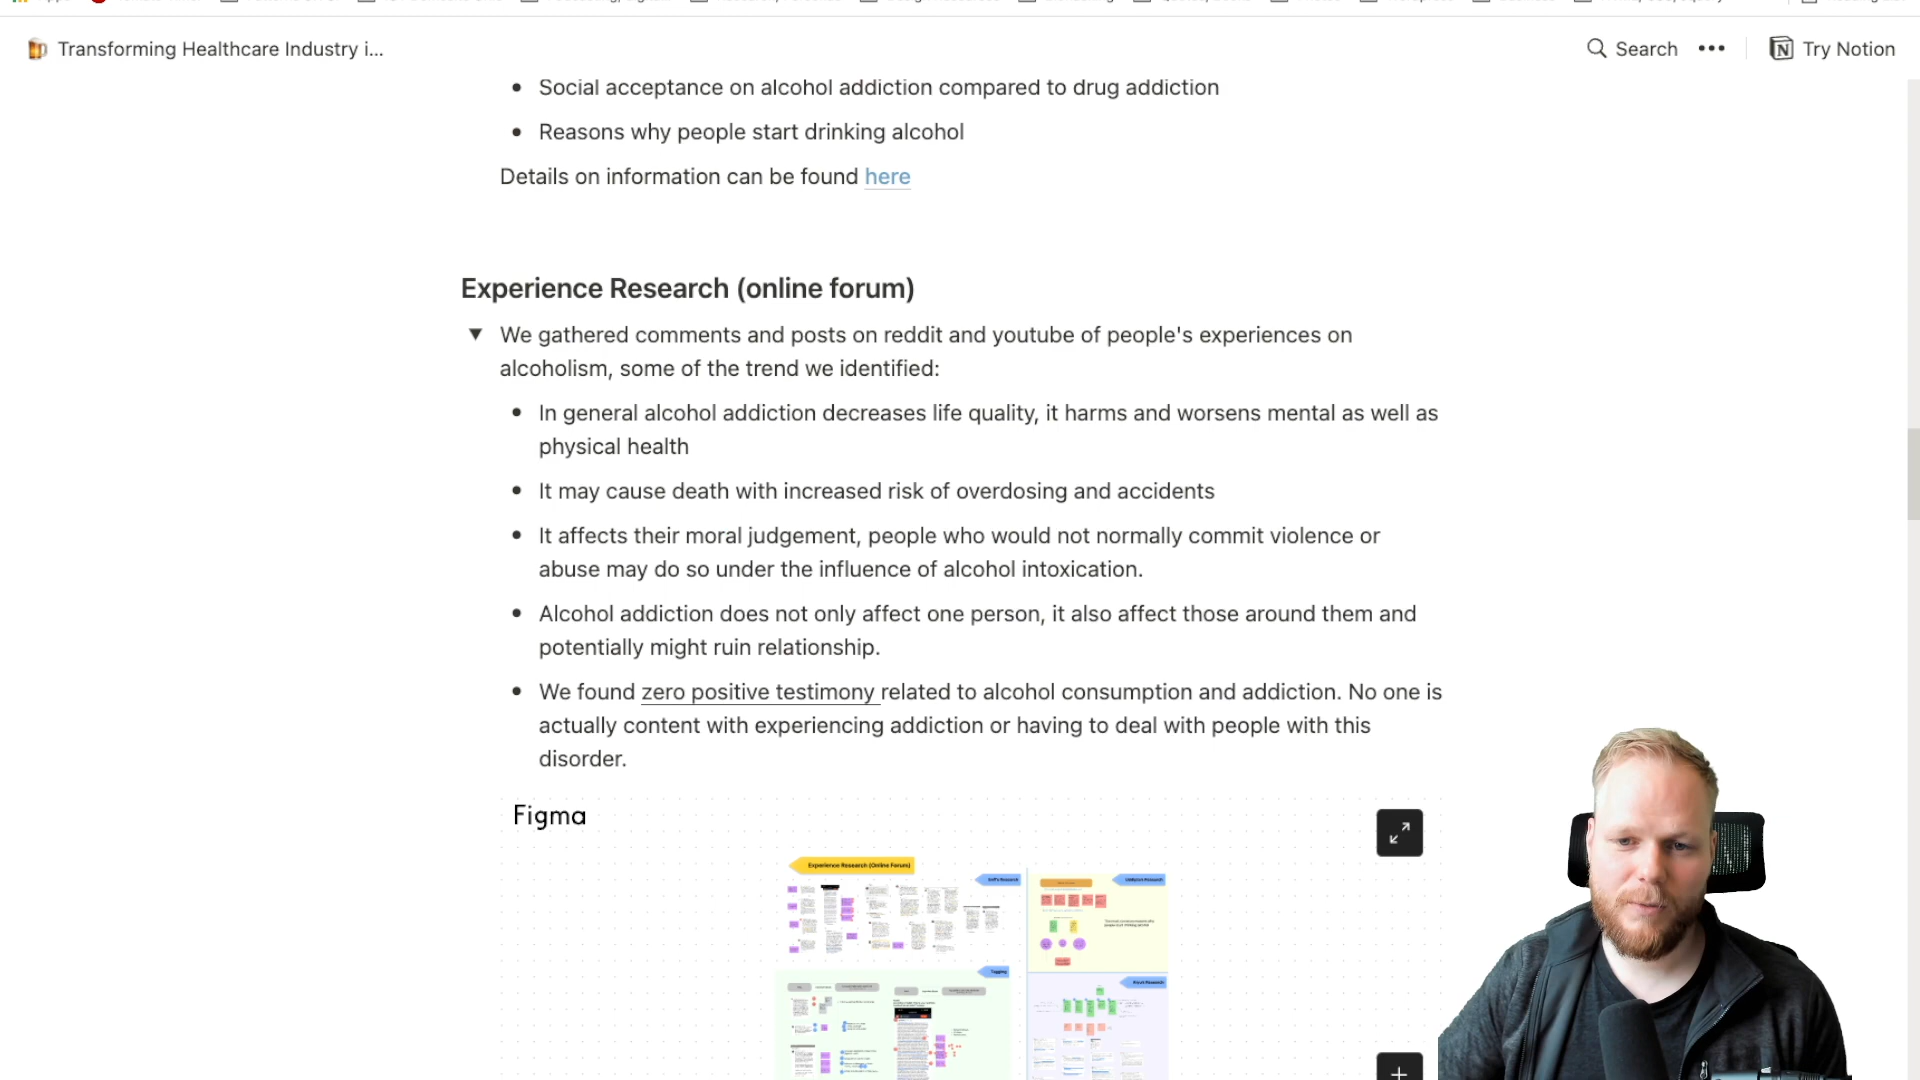 Transforming Healthcare Industry i...
Search
Try Notion
Social acceptance on alcohol addiction compared to drug addiction
Reasons why people start drinking alcohol
Details on information can be found here
Experience Research (online forum)
We gathered comments and posts on reddit and youtube of people's experiences on
alcoholism, some of the trend we identified:
In general alcohol addiction decreases life quality, it harms and worsens mental as well as
physical health
It may cause death with increased risk of overdosing and accidents
It affects their moral judgement, people who would not normally commit violence or
abuse may do so under the influence of alcohol intoxication.
Alcohol addiction does not only affect one person, it also affect those around them and
potentially might ruin relationship.
We found zero positive testimony related to alcohol consumption and addiction. No one is
actually content with experiencing addiction or having to deal with people with this
disorder.
Figma
Experience Research (Online Forum)